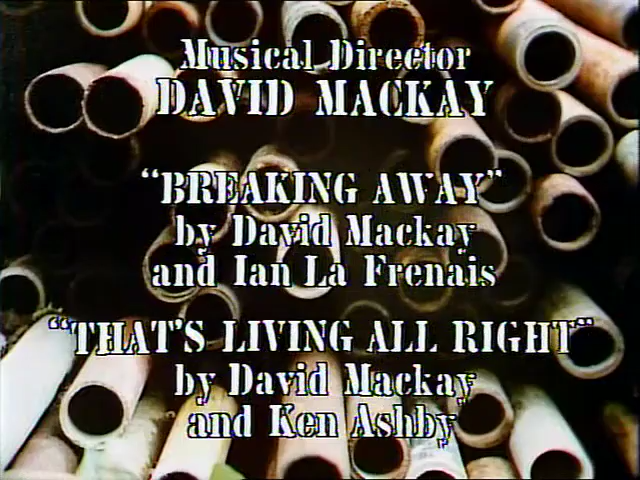 Musical Director
DAVID MACKAY
“BREAKING AWAY”
by David Mackay
and Ian La Frenais
“THAT'S LIVING ALL RIGHT”
by David Mackay
and Ken Ashby